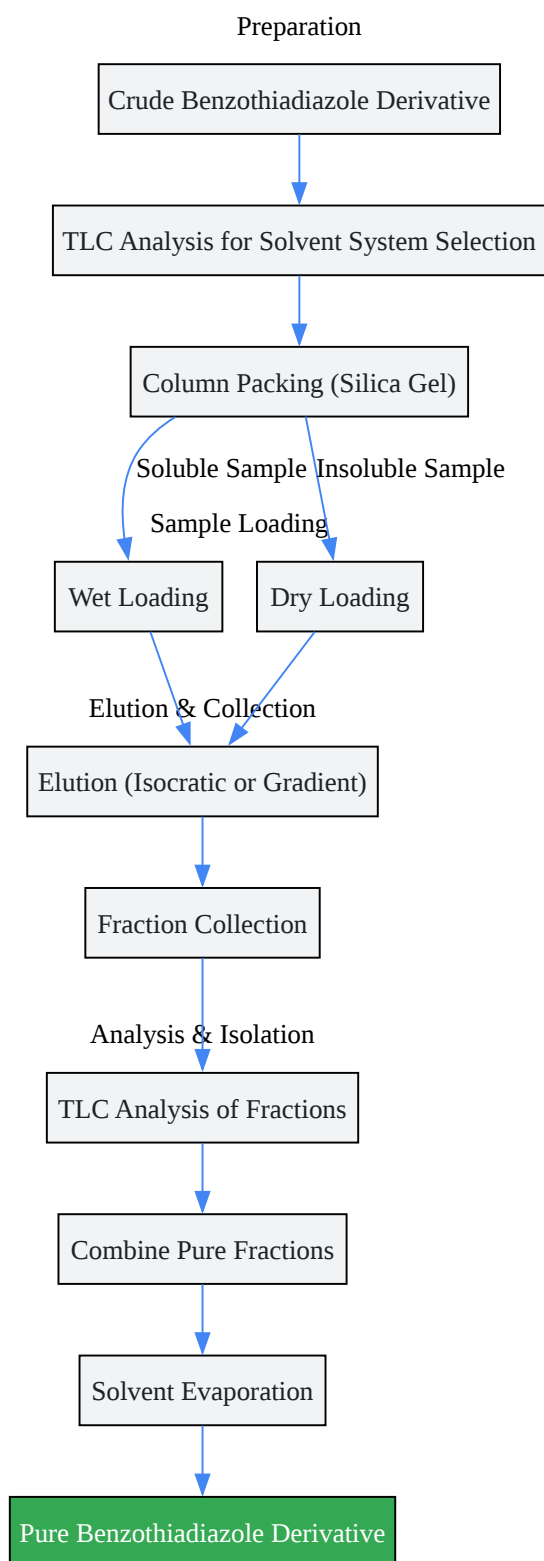 Preparation
Crude Benzothiadiazole Derivative
TLC Analysis for Solvent System Selection
Column Packing (Silica Gel)
Soluble Sample
Insoluble Sample
Sample Loading
Wet Loading
Dry Loading
Elution & Collection
Elution (Isocratic or Gradient)
Fraction Collection
Analysis & Isolation
TLC Analysis of Fractions
Combine Pure Fractions
Solvent Evaporation
Pure Benzothiadiazole Derivative